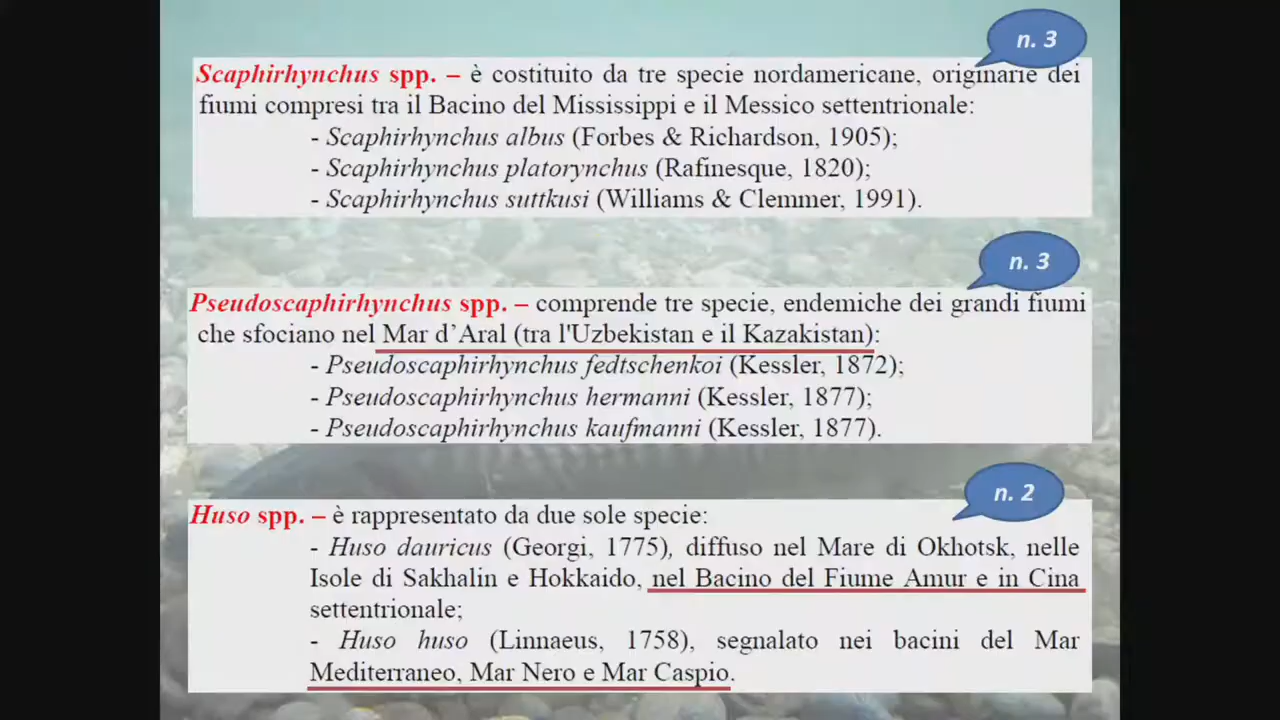 n. 3
Scaphirhynchus spp. – è costituito da tre specie nordamericane, originarie dei
fiumi compresi tra il Bacino del Mississippi e il Messico settentrionale:
- Scaphirhynchus albus (Forbes & Richardson, 1905);
- Scaphirhynchus platorynchus (Rafinesque, 1820);
- Scaphirhynchus suttkusi (Williams & Clemmer, 1991).
n. 3
Pseudoscaphirhynchus spp. – comprende tre specie, endemiche dei grandi fiumi
che sfociano nel Mar d’Aral (tra l'Uzbekistan e il Kazakistan):
- Pseudoscaphirhynchus fedtschenkoi (Kessler, 1872);
- Pseudoscaphirhynchus hermanni (Kessler, 1877);
- Pseudoscaphirhynchus kaufmanni (Kessler, 1877).
n. 2
Huso spp. – è rappresentato da due sole specie:
- Huso dauricus (Georgi, 1775), diffuso nel Mare di Okhotsk, nelle
Isole di Sakhalin e Hokkaido, nel Bacino del Fiume Amur e in Cina
settentrionale;
- Huso huso (Linnaeus, 1758), segnalato nei bacini del Mar
Mediterraneo, Mar Nero e Mar Caspio.